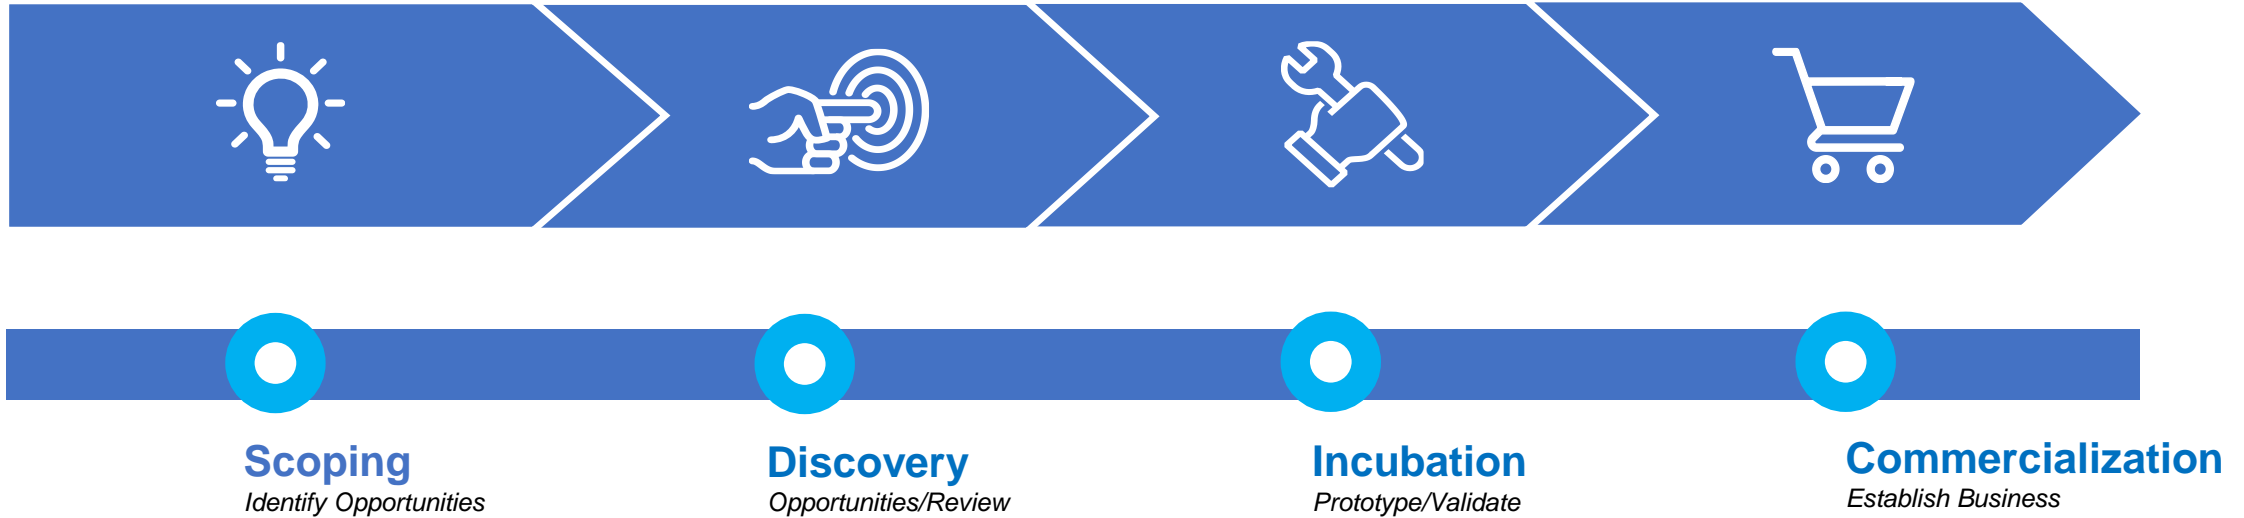 Scoping
Identify Opportunities
Discovery
Opportunities/Review
Incubation
Prototype/Validate
Commercialization
Establish Business